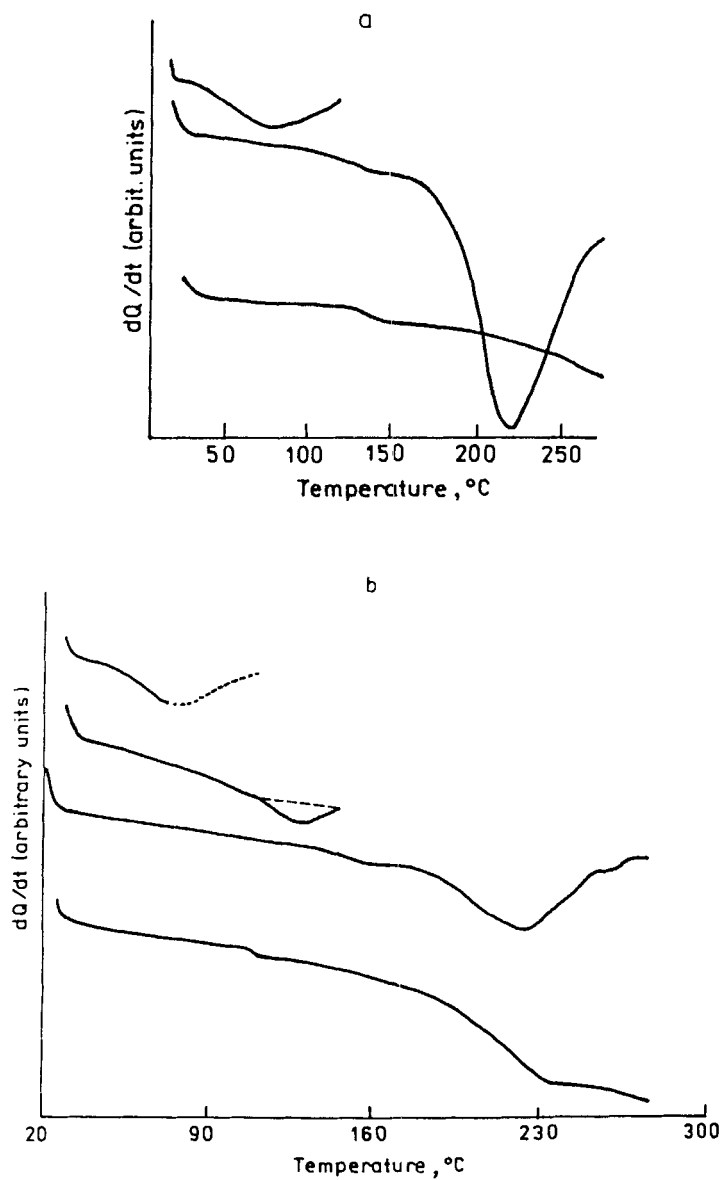 a
dQ/dt (arbit. units)
50 100 150 200 250
Temperature, °C
b
dQ/dt (arbitrary units)
20 90 160 230 300
Temperature, °C